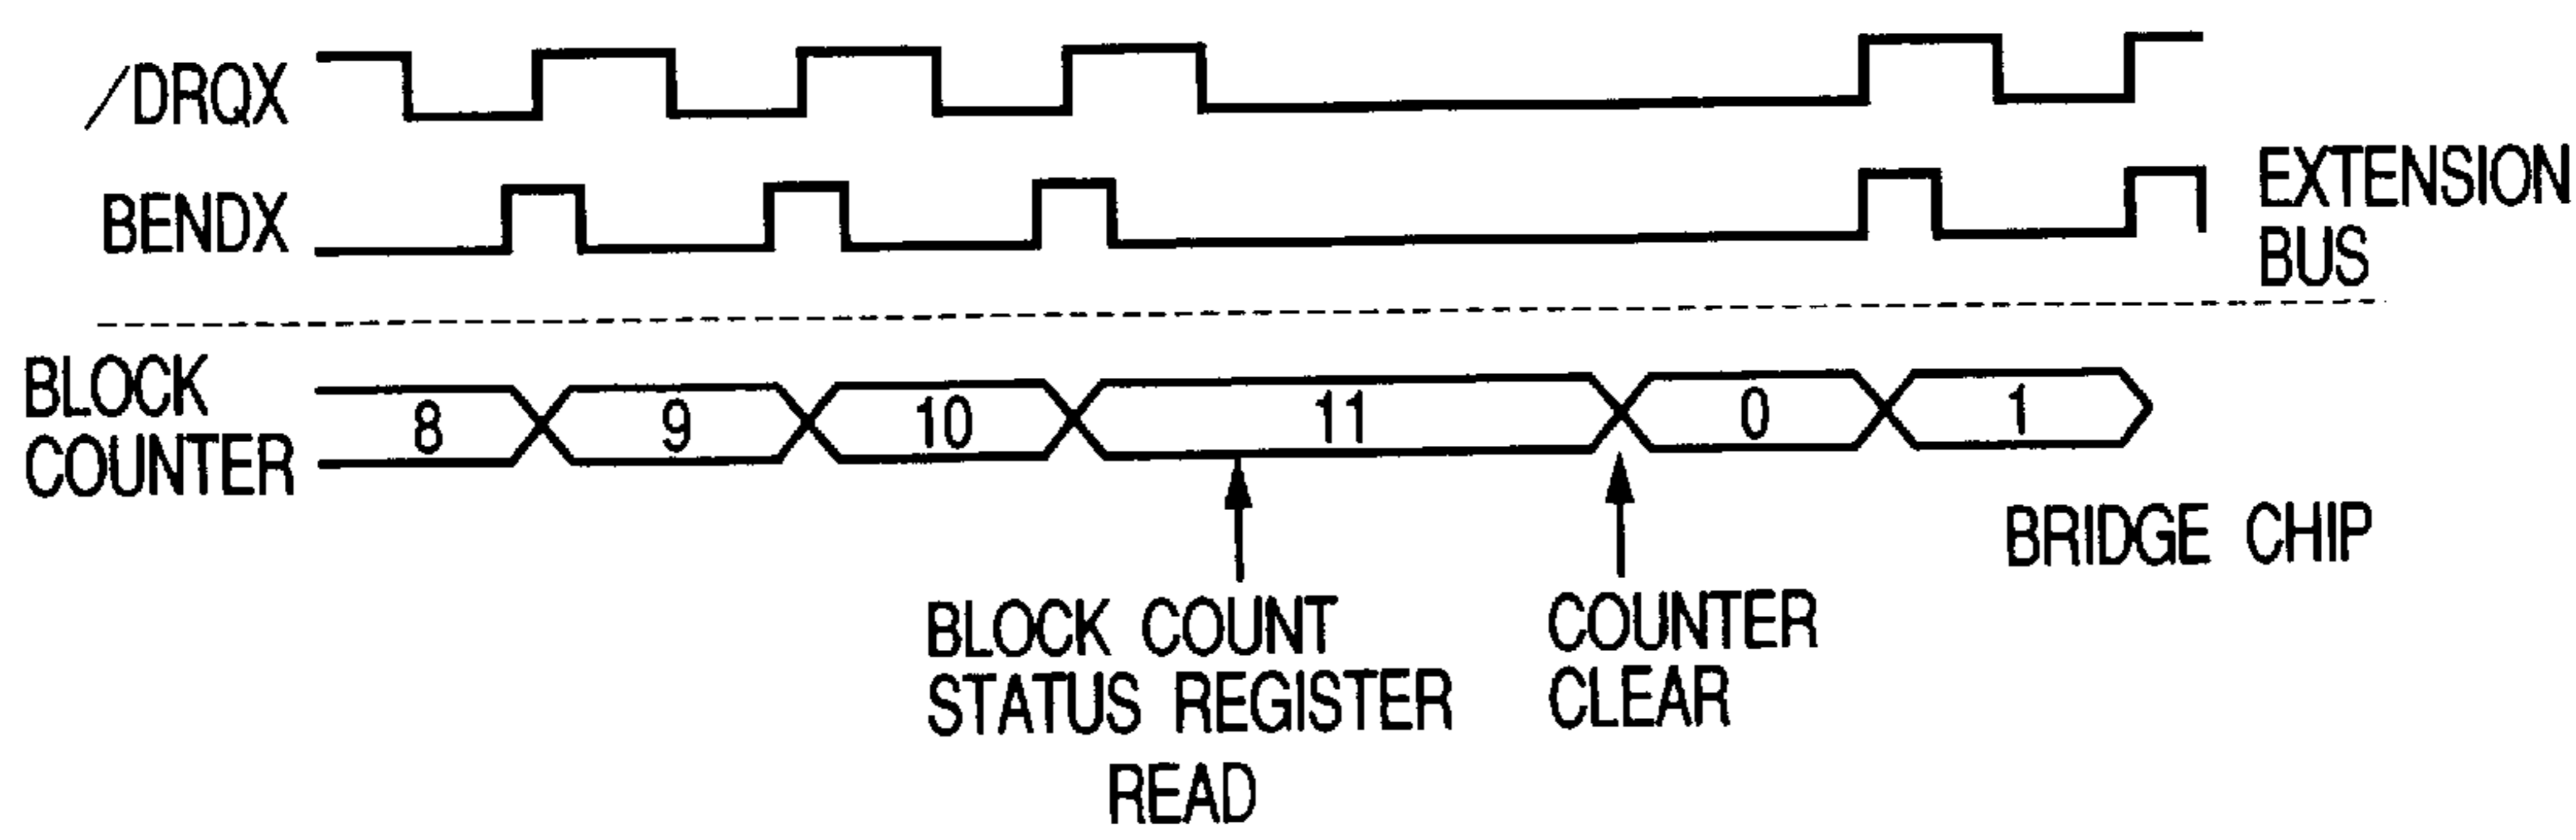 /DRQX
BENDX
EXTENSION
BUS
BLOCK
COUNTER
8 9 10 11 0 1
BRIDGE CHIP
BLOCK COUNT
STATUS REGISTER
READ
COUNTER
CLEAR